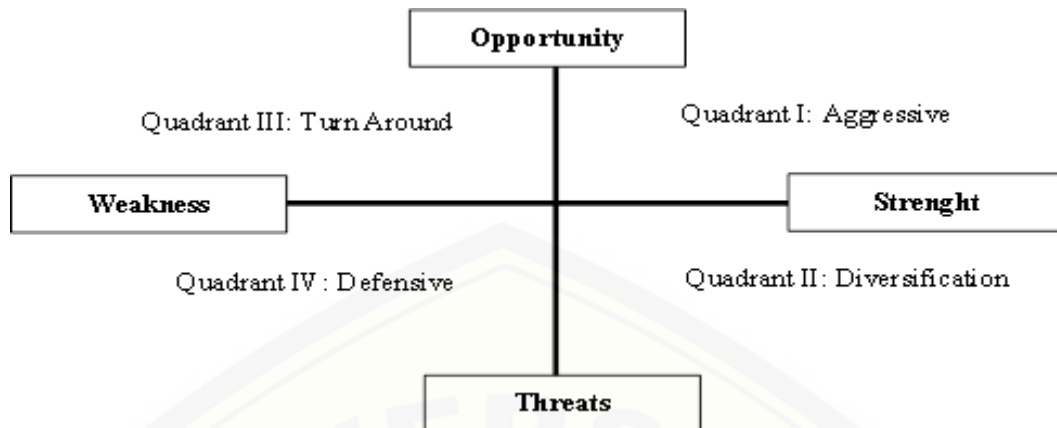 Opportunity
Quadrant III: Turn Around
Quadrant I: Aggressive
Weakness
Strenght
Quadrant IV : Defensive
Quadrant II: Diversification
Threats